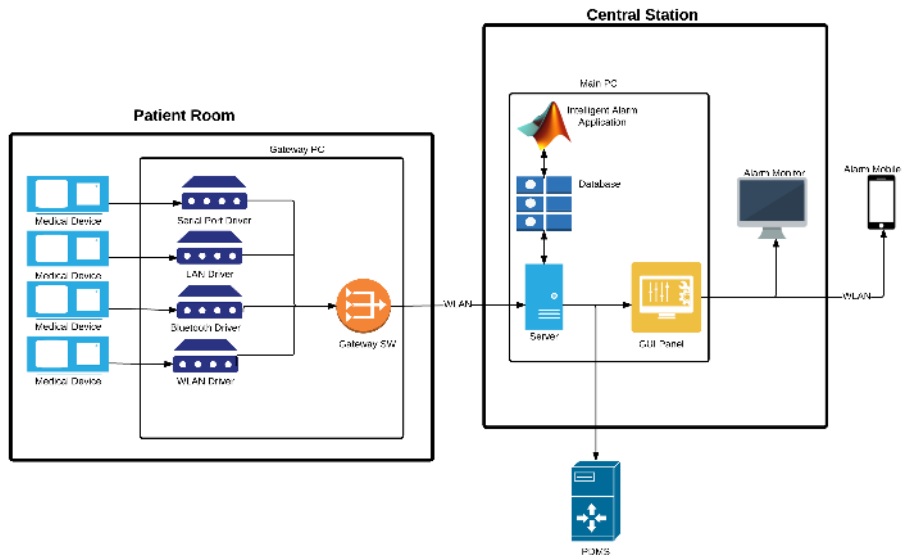 Central Station
Main PC
Intelligent Alarm
Application
Patient Room
Gateway PC
Database
Alarm Monitor
Alarm Mobile
Medical Device
Serial Port Driver
Medical Device
LAN Driver
Medical Device
Bluetooth Driver
Medical Device
WLAN Driver
Gateway SW
WLAN
Server
GUI Panel
WLAN
PDMS